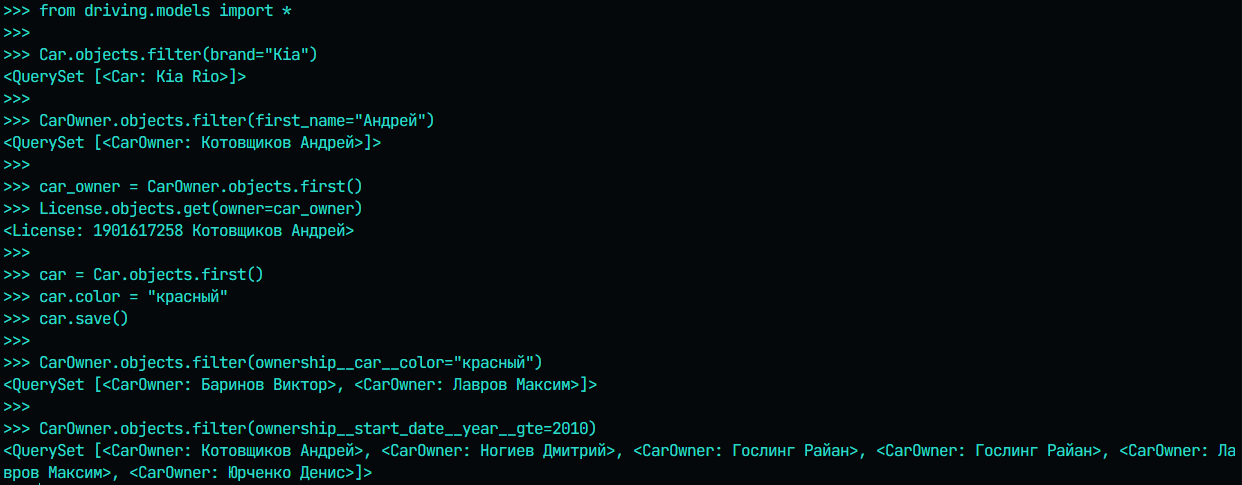 >>> from driving.models import *
>>>
>>> Car.objects.filter(brand="Kia")
<QuerySet [<Car: Kia Rio>]>
>>>
>>> CarOwner.objects.filter(first_name="Андрей")
<QuerySet [<CarOwner: Котовщиков Андрей>]>
>>>
>>> car_owner = CarOwner.objects.first()
>>> License.objects.get(owner=car_owner)
<License: 1901617258 Котовщиков Андрей>
>>>
>>> car = Car.objects.first()
>>> car.color = "красный"
>>> car.save()
>>>
>>> CarOwner.objects.filter(ownership__car__color="красный")
<QuerySet [<CarOwner: Баринов Виктор>, <CarOwner: Лавров Максим>]>
>>>
>>> CarOwner.objects.filter(ownership__start_date__year__gte=2010)
<QuerySet [<CarOwner: Котовщиков Андрей>, <CarOwner: Ногиев Дмитрий>, <CarOwner: Гослинг Райан>, <CarOwner: Гослинг Райан>, <CarOwner: Ла
вров Максим>, <CarOwner: Юрченко Денис>]>